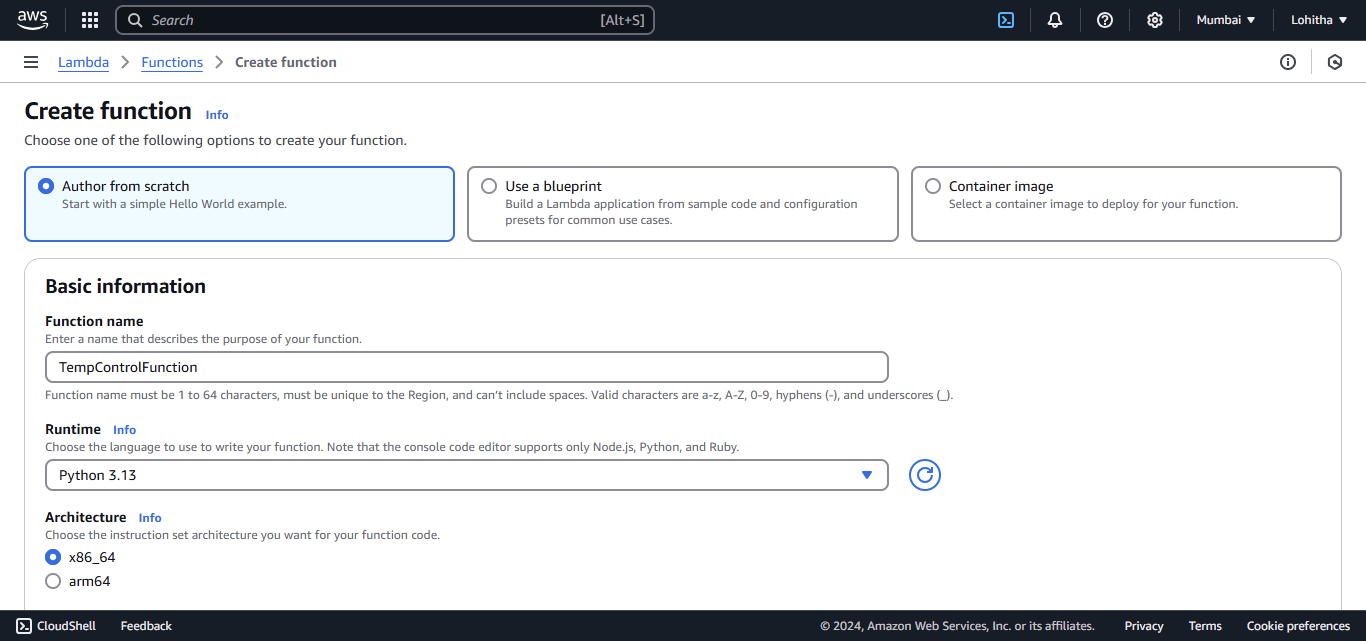 aws Search [Alt+S] Mumbai ▼ Lohitha ▼
Lambda > Functions > Create function
Create function Info
Choose one of the following options to create your function.
Author from scratch
Start with a simple Hello World example.
Use a blueprint
Build a Lambda application from sample code and configuration
presets for common use cases.
Container image
Select a container image to deploy for your function.
Basic information
Function name
Enter a name that describes the purpose of your function.
TempControlFunction
Function name must be 1 to 64 characters, must be unique to the Region, and can't include spaces. Valid characters are a-z, A-Z, 0-9, hyphens (-), and underscores (_).
Runtime Info
Choose the language to use to write your function. Note that the console code editor supports only Node.js, Python, and Ruby.
Python 3.13
Architecture Info
Choose the instruction set architecture you want for your function code.
x86_64
arm64
CloudShell Feedback © 2024, Amazon Web Services, Inc. or its affiliates. Privacy Terms Cookie preferences